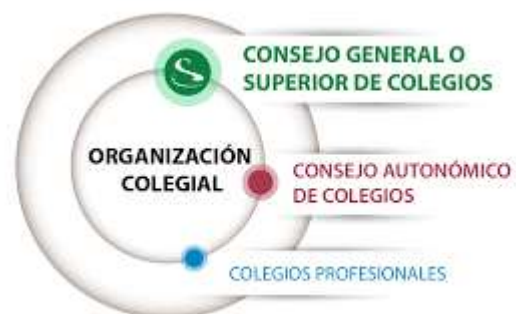 CONSEJO GENERAL O
SUPERIOR DE COLEGIOS
ORGANIZACIÓN
COLEGIAL
CONSEJO AUTONÓMICO
DE COLEGIOS
COLEGIOS PROFESIONALES